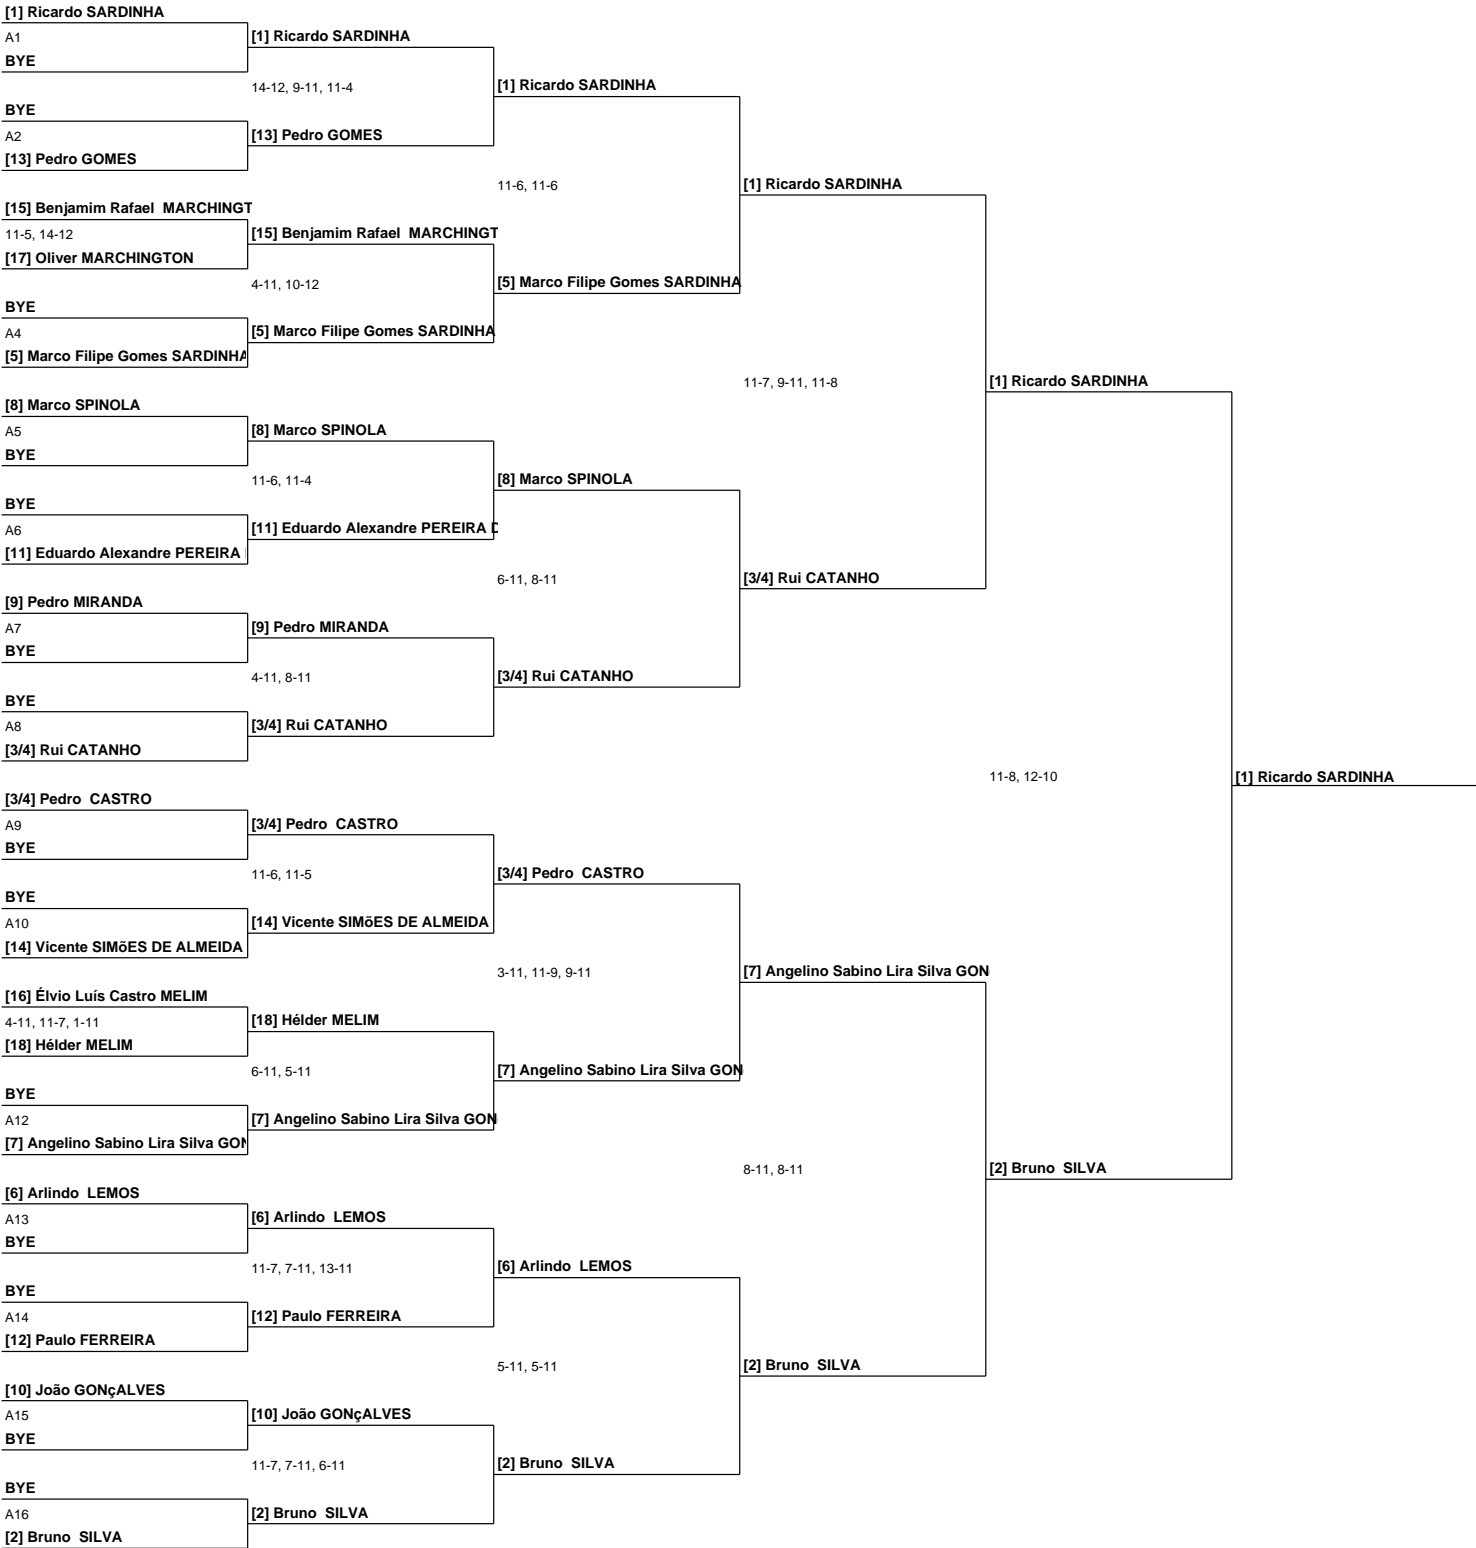 [1] Ricardo SARDINHA
A1
BYE
BYE
A2
[13] Pedro GOMES
[15] Benjamim Rafael  MARCHINGT
11-5, 14-12
[17] Oliver MARCHINGTON
BYE
A4
[5] Marco Filipe Gomes SARDINHA
[8] Marco SPINOLA
A5
BYE
BYE
A6
[11] Eduardo Alexandre PEREIRA
[9] Pedro MIRANDA
A7
BYE
BYE
A8
[3/4] Rui CATANHO
[3/4] Pedro  CASTRO
A9
BYE
BYE
A10
[14] Vicente SIMõES DE ALMEIDA
[16] Élvio Luís Castro MELIM
4-11, 11-7, 1-11
[18] Hélder MELIM
BYE
A12
[7] Angelino Sabino Lira Silva GON
[6] Arlindo  LEMOS
A13
BYE
BYE
A14
[12] Paulo FERREIRA
[10] João GONçALVES
A15
BYE
BYE
A16
[2] Bruno  SILVA
[1] Ricardo SARDINHA
14-12, 9-11, 11-4
[13] Pedro GOMES
[15] Benjamim Rafael  MARCHINGT
4-11, 10-12
[5] Marco Filipe Gomes SARDINHA
[8] Marco SPINOLA
11-6, 11-4
[11] Eduardo Alexandre PEREIRA D
[9] Pedro MIRANDA
4-11, 8-11
[3/4] Rui CATANHO
[3/4] Pedro  CASTRO
11-6, 11-5
[14] Vicente SIMõES DE ALMEIDA
[18] Hélder MELIM
6-11, 5-11
[7] Angelino Sabino Lira Silva GON
[6] Arlindo  LEMOS
11-7, 7-11, 13-11
[12] Paulo FERREIRA
[10] João GONçALVES
11-7, 7-11, 6-11
[2] Bruno  SILVA
[1] Ricardo SARDINHA
11-6, 11-6
[5] Marco Filipe Gomes SARDINHA
[8] Marco SPINOLA
6-11, 8-11
[3/4] Rui CATANHO
[3/4] Pedro  CASTRO
3-11, 11-9, 9-11
[7] Angelino Sabino Lira Silva GON
[6] Arlindo  LEMOS
5-11, 5-11
[2] Bruno  SILVA
[1] Ricardo SARDINHA
11-7, 9-11, 11-8
[3/4] Rui CATANHO
[7] Angelino Sabino Lira Silva GON
8-11, 8-11
[2] Bruno  SILVA
[1] Ricardo SARDINHA
11-8, 12-10
[2] Bruno  SILVA
[1] Ricardo SARDINHA